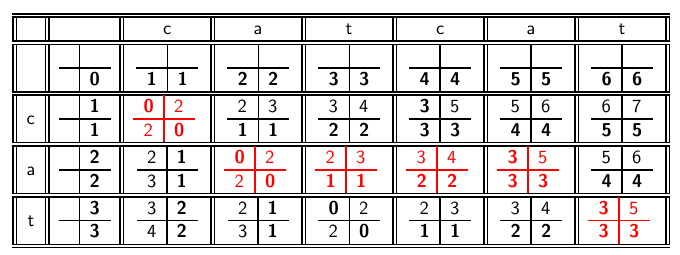 c a t c a t
0 1 1 2 2 3 3 4 4 5 5 6 6
1 0 2 2 3 3 4 3 5 5 6 6 7
c
1 2 0 1 1 2 2 3 3 4 4 5 5
2 2 1 0 2 2 3 3 4 3 5 5 6
a
2 3 1 2 0 1 1 2 2 3 3 4 4
3 3 2 2 1 0 2 2 3 3 4 3 5
t
3 4 2 3 1 2 0 1 1 2 2 3 3